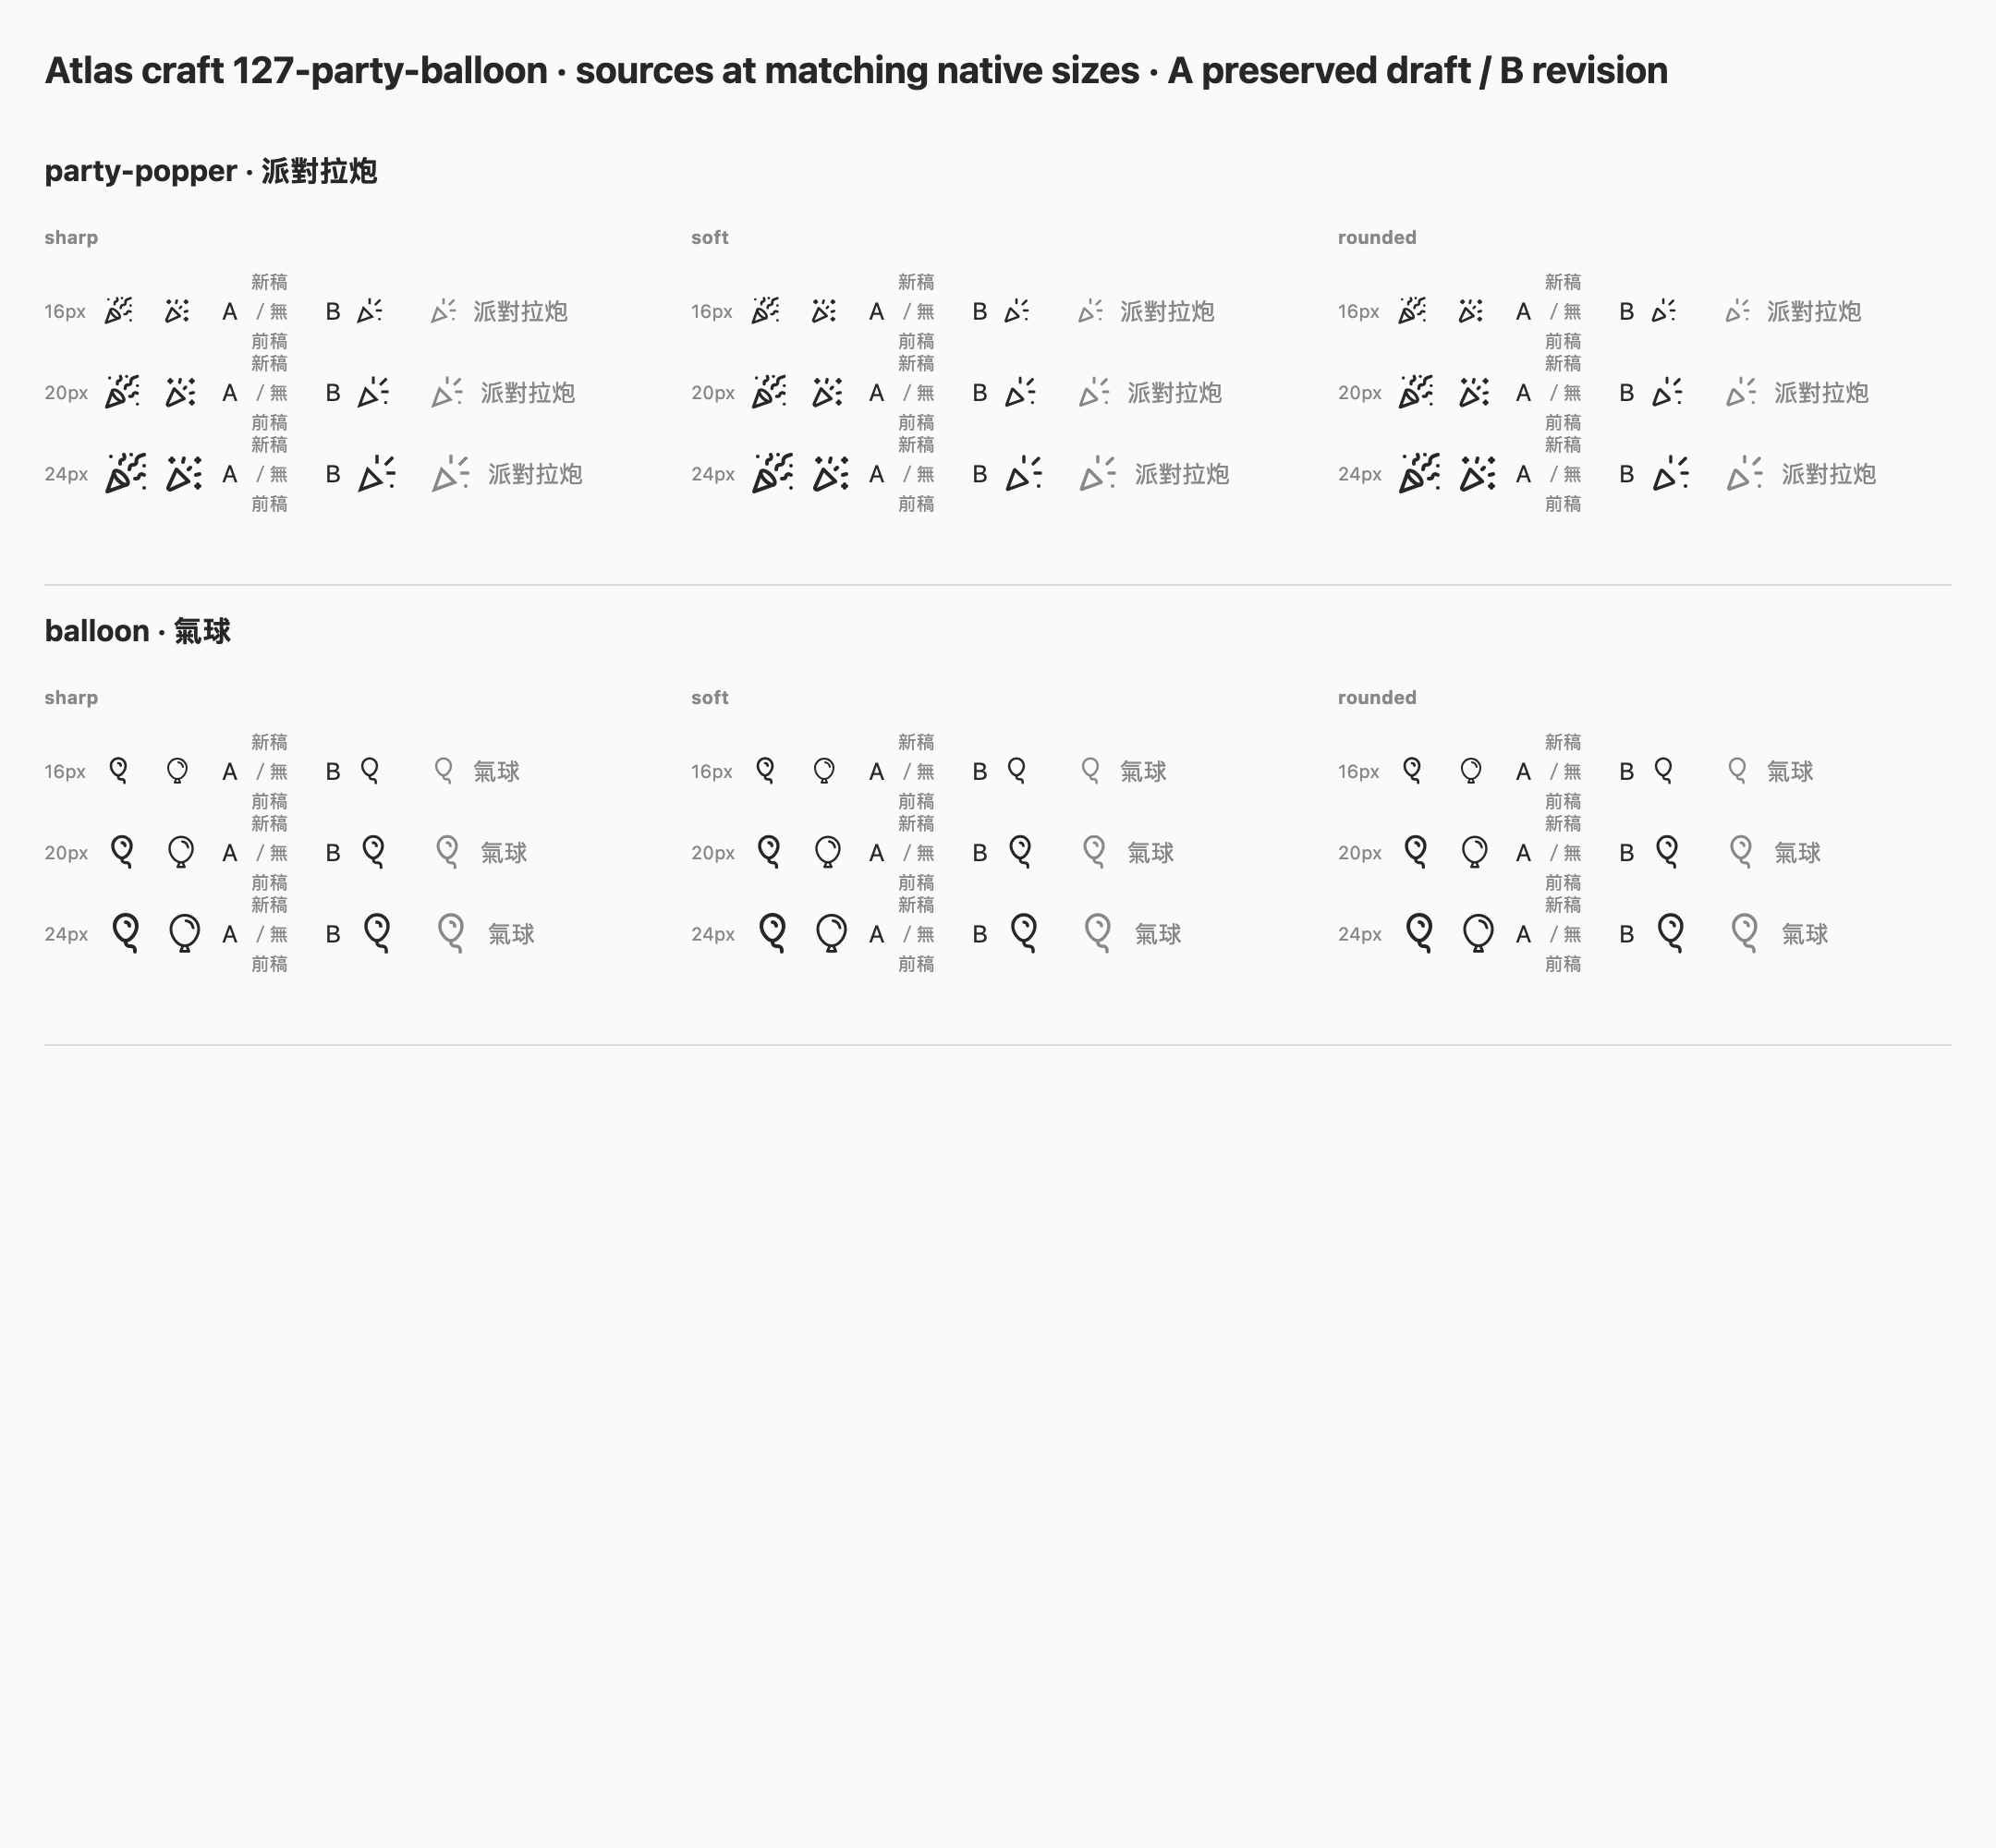 Atlas craft 127-party-balloon · sources at matching native sizes · A preserved draft / B revision
party-popper · 派對拉炮
sharp
soft
rounded
16px A 新稿 / 無前稿 B 派對拉炮 16px A 新稿 / 無前稿 B 派對拉炮 16px A 新稿 / 無前稿 B 派對拉炮
20px A 新稿 / 無前稿 B 派對拉炮 20px A 新稿 / 無前稿 B 派對拉炮 20px A 新稿 / 無前稿 B 派對拉炮
24px A 新稿 / 無前稿 B 派對拉炮 24px A 新稿 / 無前稿 B 派對拉炮 24px A 新稿 / 無前稿 B 派對拉炮
balloon · 氣球
sharp
soft
rounded
16px A 新稿 / 無前稿 B 氣球 16px A 新稿 / 無前稿 B 氣球 16px A 新稿 / 無前稿 B 氣球
20px A 新稿 / 無前稿 B 氣球 20px A 新稿 / 無前稿 B 氣球 20px A 新稿 / 無前稿 B 氣球
24px A 新稿 / 無前稿 B 氣球 24px A 新稿 / 無前稿 B 氣球 24px A 新稿 / 無前稿 B 氣球